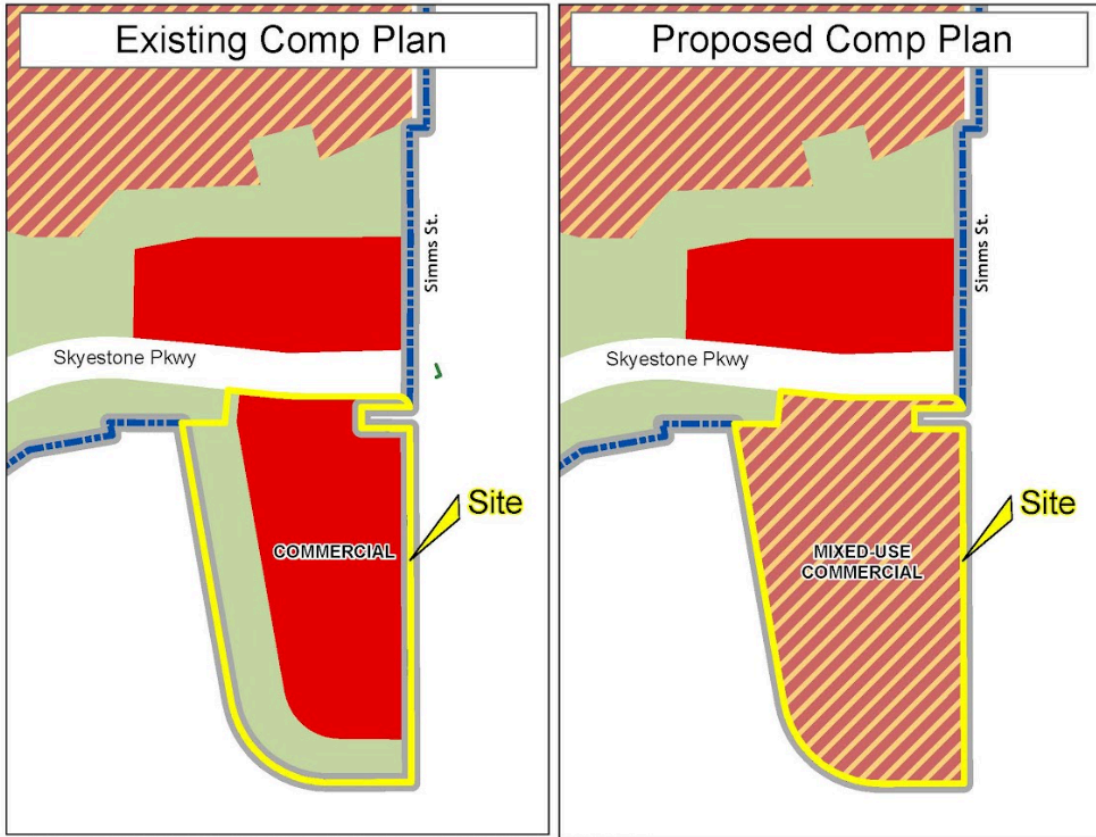 Existing Comp Plan
Simms St.
Skyestone Pkwy
Site
COMMERCIAL
Proposed Comp Plan
Simms St.
Skyestone Pkwy
Site
MIXED-USE
COMMERCIAL